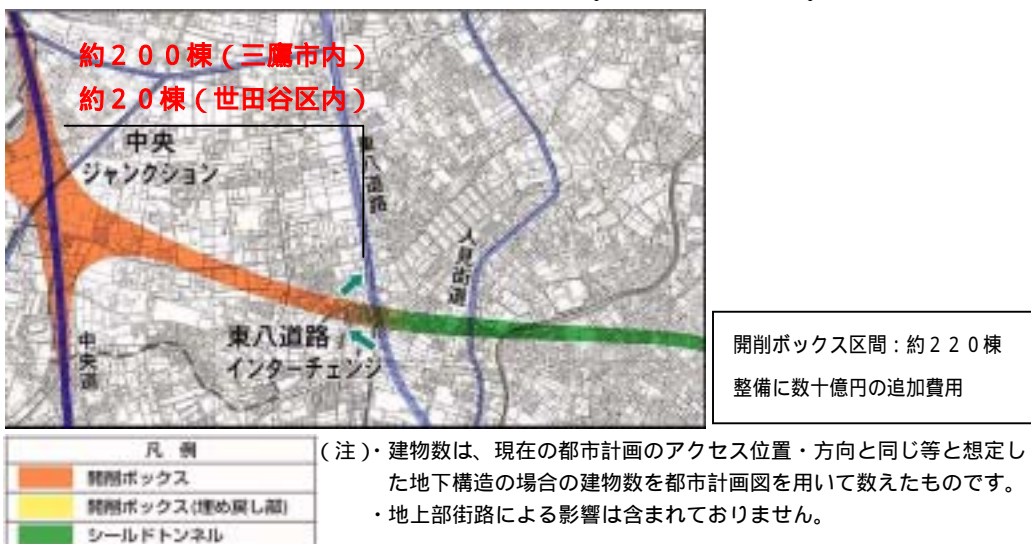 約２００棟（三鷹市内）
約２０棟（世田谷区内）
中央
ジャンクション
東八道路
人見街道
東八道路
インターチェンジ
中央道
開削ボックス区間：約２２０棟
整備に数十億円の追加費用
凡 例
開削ボックス
開削ボックス(埋め戻し部)
シールドトンネル
（注）・建物数は、現在の都市計画のアクセス位置・方向と同じ等と想定し
た地下構造の場合の建物数を都市計画図を用いて数えたものです。
・地上部街路による影響は含まれておりません。